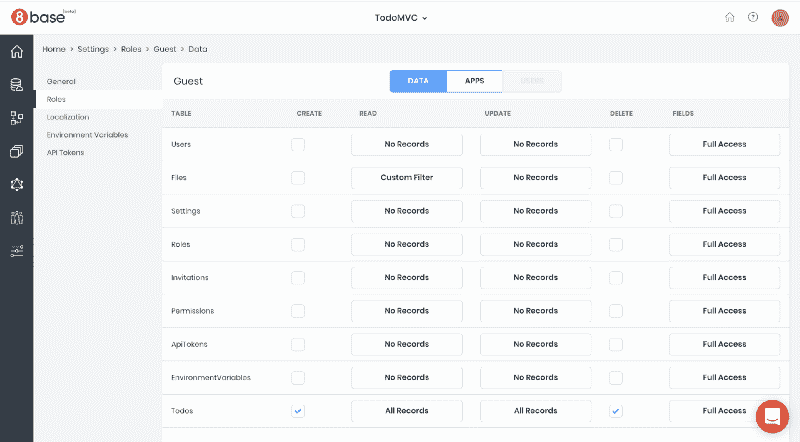 8base (beta)
TodoMVC
Home > Settings > Roles > Guest > Data
General
Roles
Localization
Environment Variables
API Tokens
Guest
DATA APPS USERS
TABLE CREATE READ UPDATE DELETE FIELDS
Users No Records No Records Full Access
Files Custom Filter No Records Full Access
Settings No Records No Records Full Access
Roles No Records No Records Full Access
Invitations No Records No Records Full Access
Permissions No Records No Records Full Access
ApiTokens No Records No Records Full Access
EnvironmentVariables No Records No Records Full Access
Todos All Records All Records Full Access